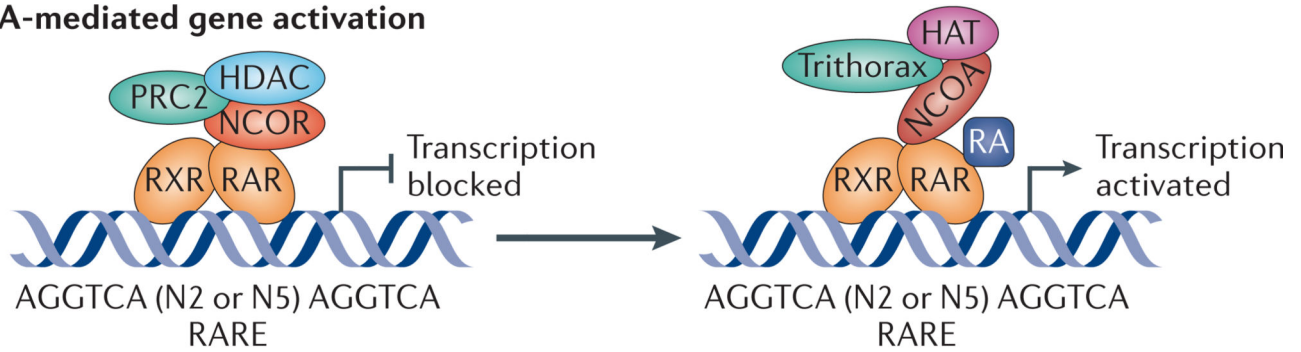 A-mediated gene activation
HDAC
PRC2
NCOR
RXR RAR
Transcription
blocked
AGGTCA (N2 or N5) AGGTCA
RARE
HAT
Trithorax
NCOA
RA
RXR RAR
Transcription
activated
AGGTCA (N2 or N5) AGGTCA
RARE